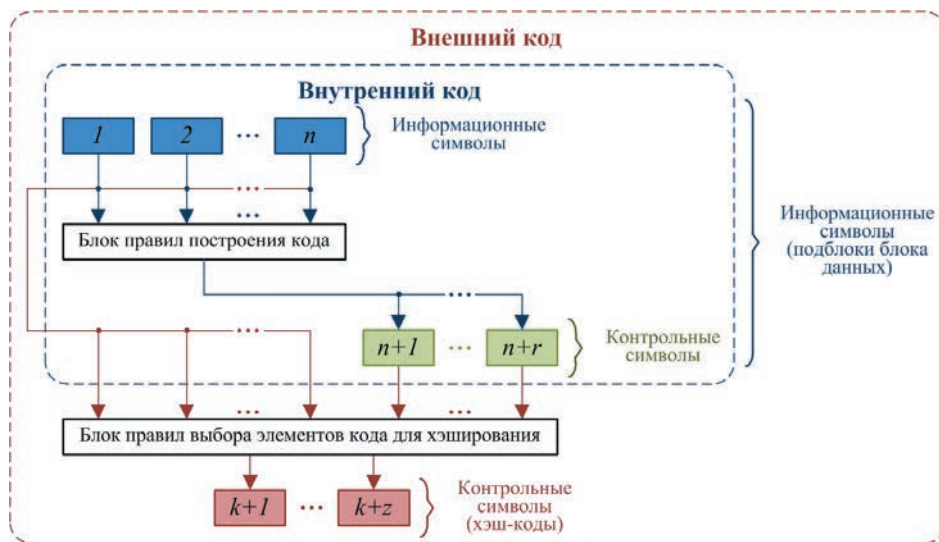 Внешний код
Внутренний код
1
2
...
n
Информационные
символы
...
...
Блок правил построения кода
Информационные
символы
(подблоки блока
данных)
...
...
n+1
...
n+r
Контрольные
символы
...
...
Блок правил выбора элементов кода для хэширования
k+1
...
k+z
Контрольные
символы
(хэш-коды)